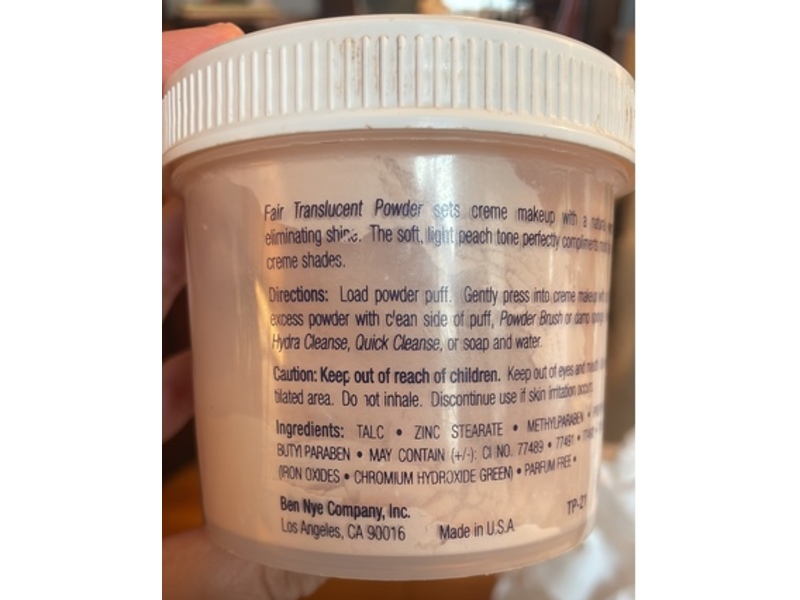 Fair Translucent Powder sets creme makeup with a natural
eliminating shine. The soft, light peach tone perfectly compliments
creme shades.
Directions: Load powder puff. Gently press into creme makeup
excess powder with clean side of puff, Powder Brush or damp
Hydra Cleanse, Quick Cleanse, or soap and water.
Caution: Keep out of reach of children. Keep out of eyes and
tilated area. Do not inhale. Discontinue use if skin irritation occurs.
Ingredients: TALC • ZINC STEARATE • METHYLPARABEN •
BUTYLPARABEN • MAY CONTAIN (+/-): CI NO. 77489 • 77491 •
(IRON OXIDES • CHROMIUM HYDROXIDE GREEN) • PARFUM FREE •
Ben Nye Company, Inc. TP-21
Los Angeles, CA 90016 Made in U.S.A